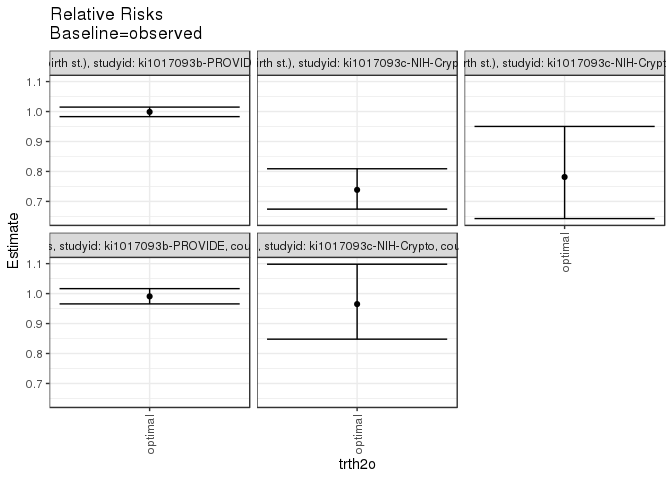 Relative Risks
Baseline=observed
birth st.), studyid: ki1017093b-PROVID
irth st.), studyid: ki1017093c-NIH-Cryp
rth st.), studyid: ki1017093c-NIH-Crypt
1.1
1.0
0.9
0.8
0.7
s, studyid: ki1017093b-PROVIDE, cou
, studyid: ki1017093c-NIH-Crypto, cou
optimal
1.1
1.0
0.9
0.8
0.7
optimal
optimal
Estimate
trth2o